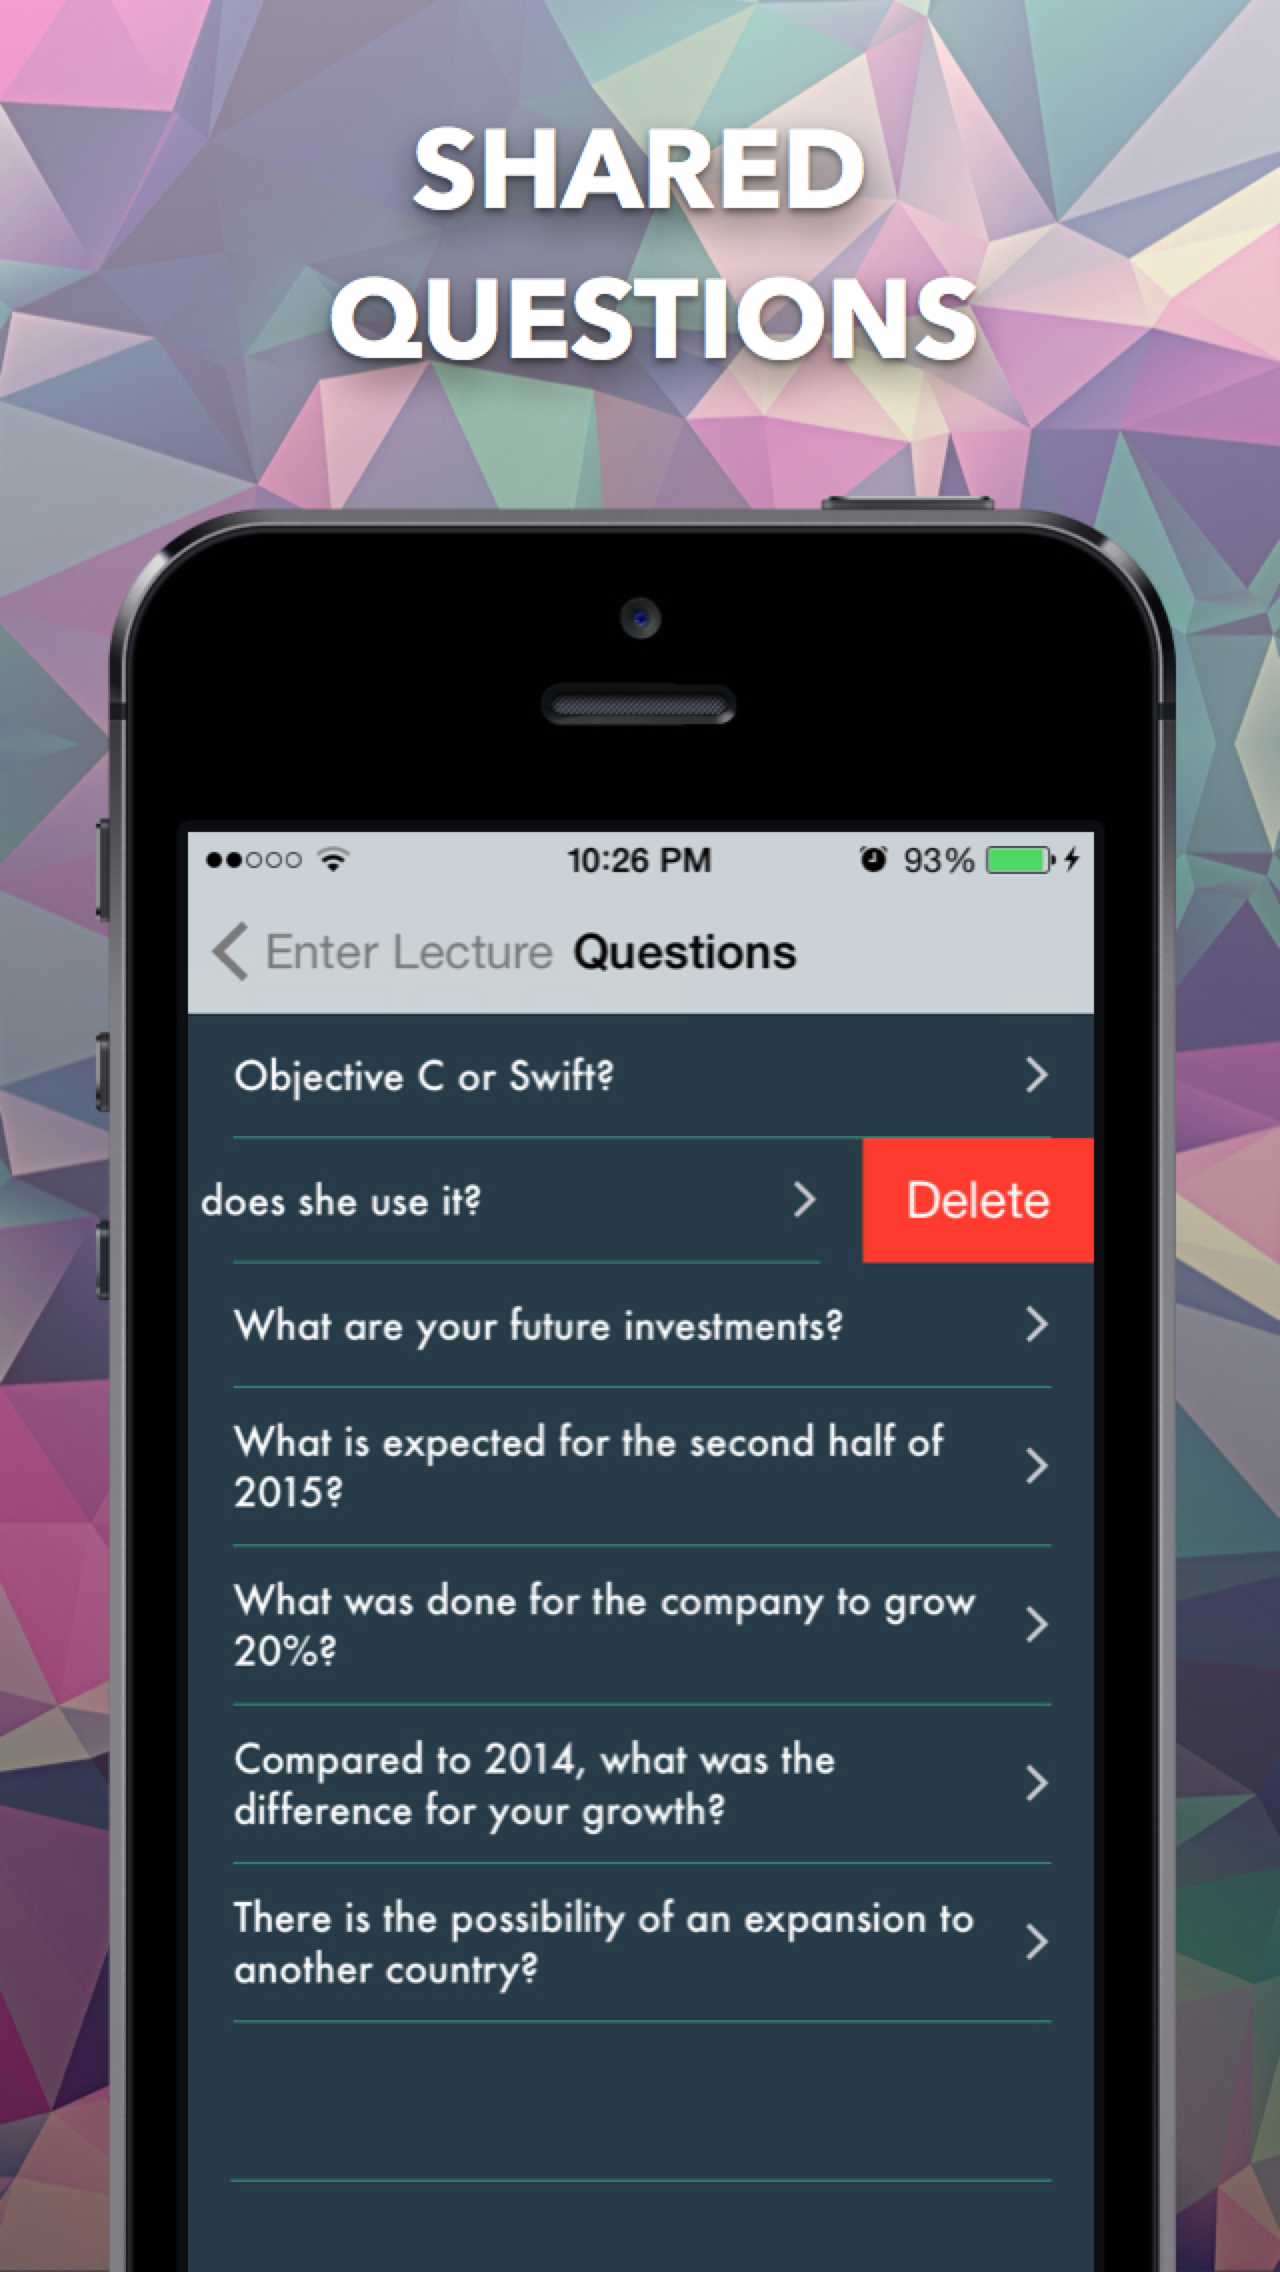 SHARED
QUESTIONS
10:26 PM 93%
Enter Lecture Questions
Objective C or Swift?
does she use it? Delete
What are your future investments?
What is expected for the second half of
2015?
What was done for the company to grow
20%?
Compared to 2014, what was the
difference for your growth?
There is the possibility of an expansion to
another country?